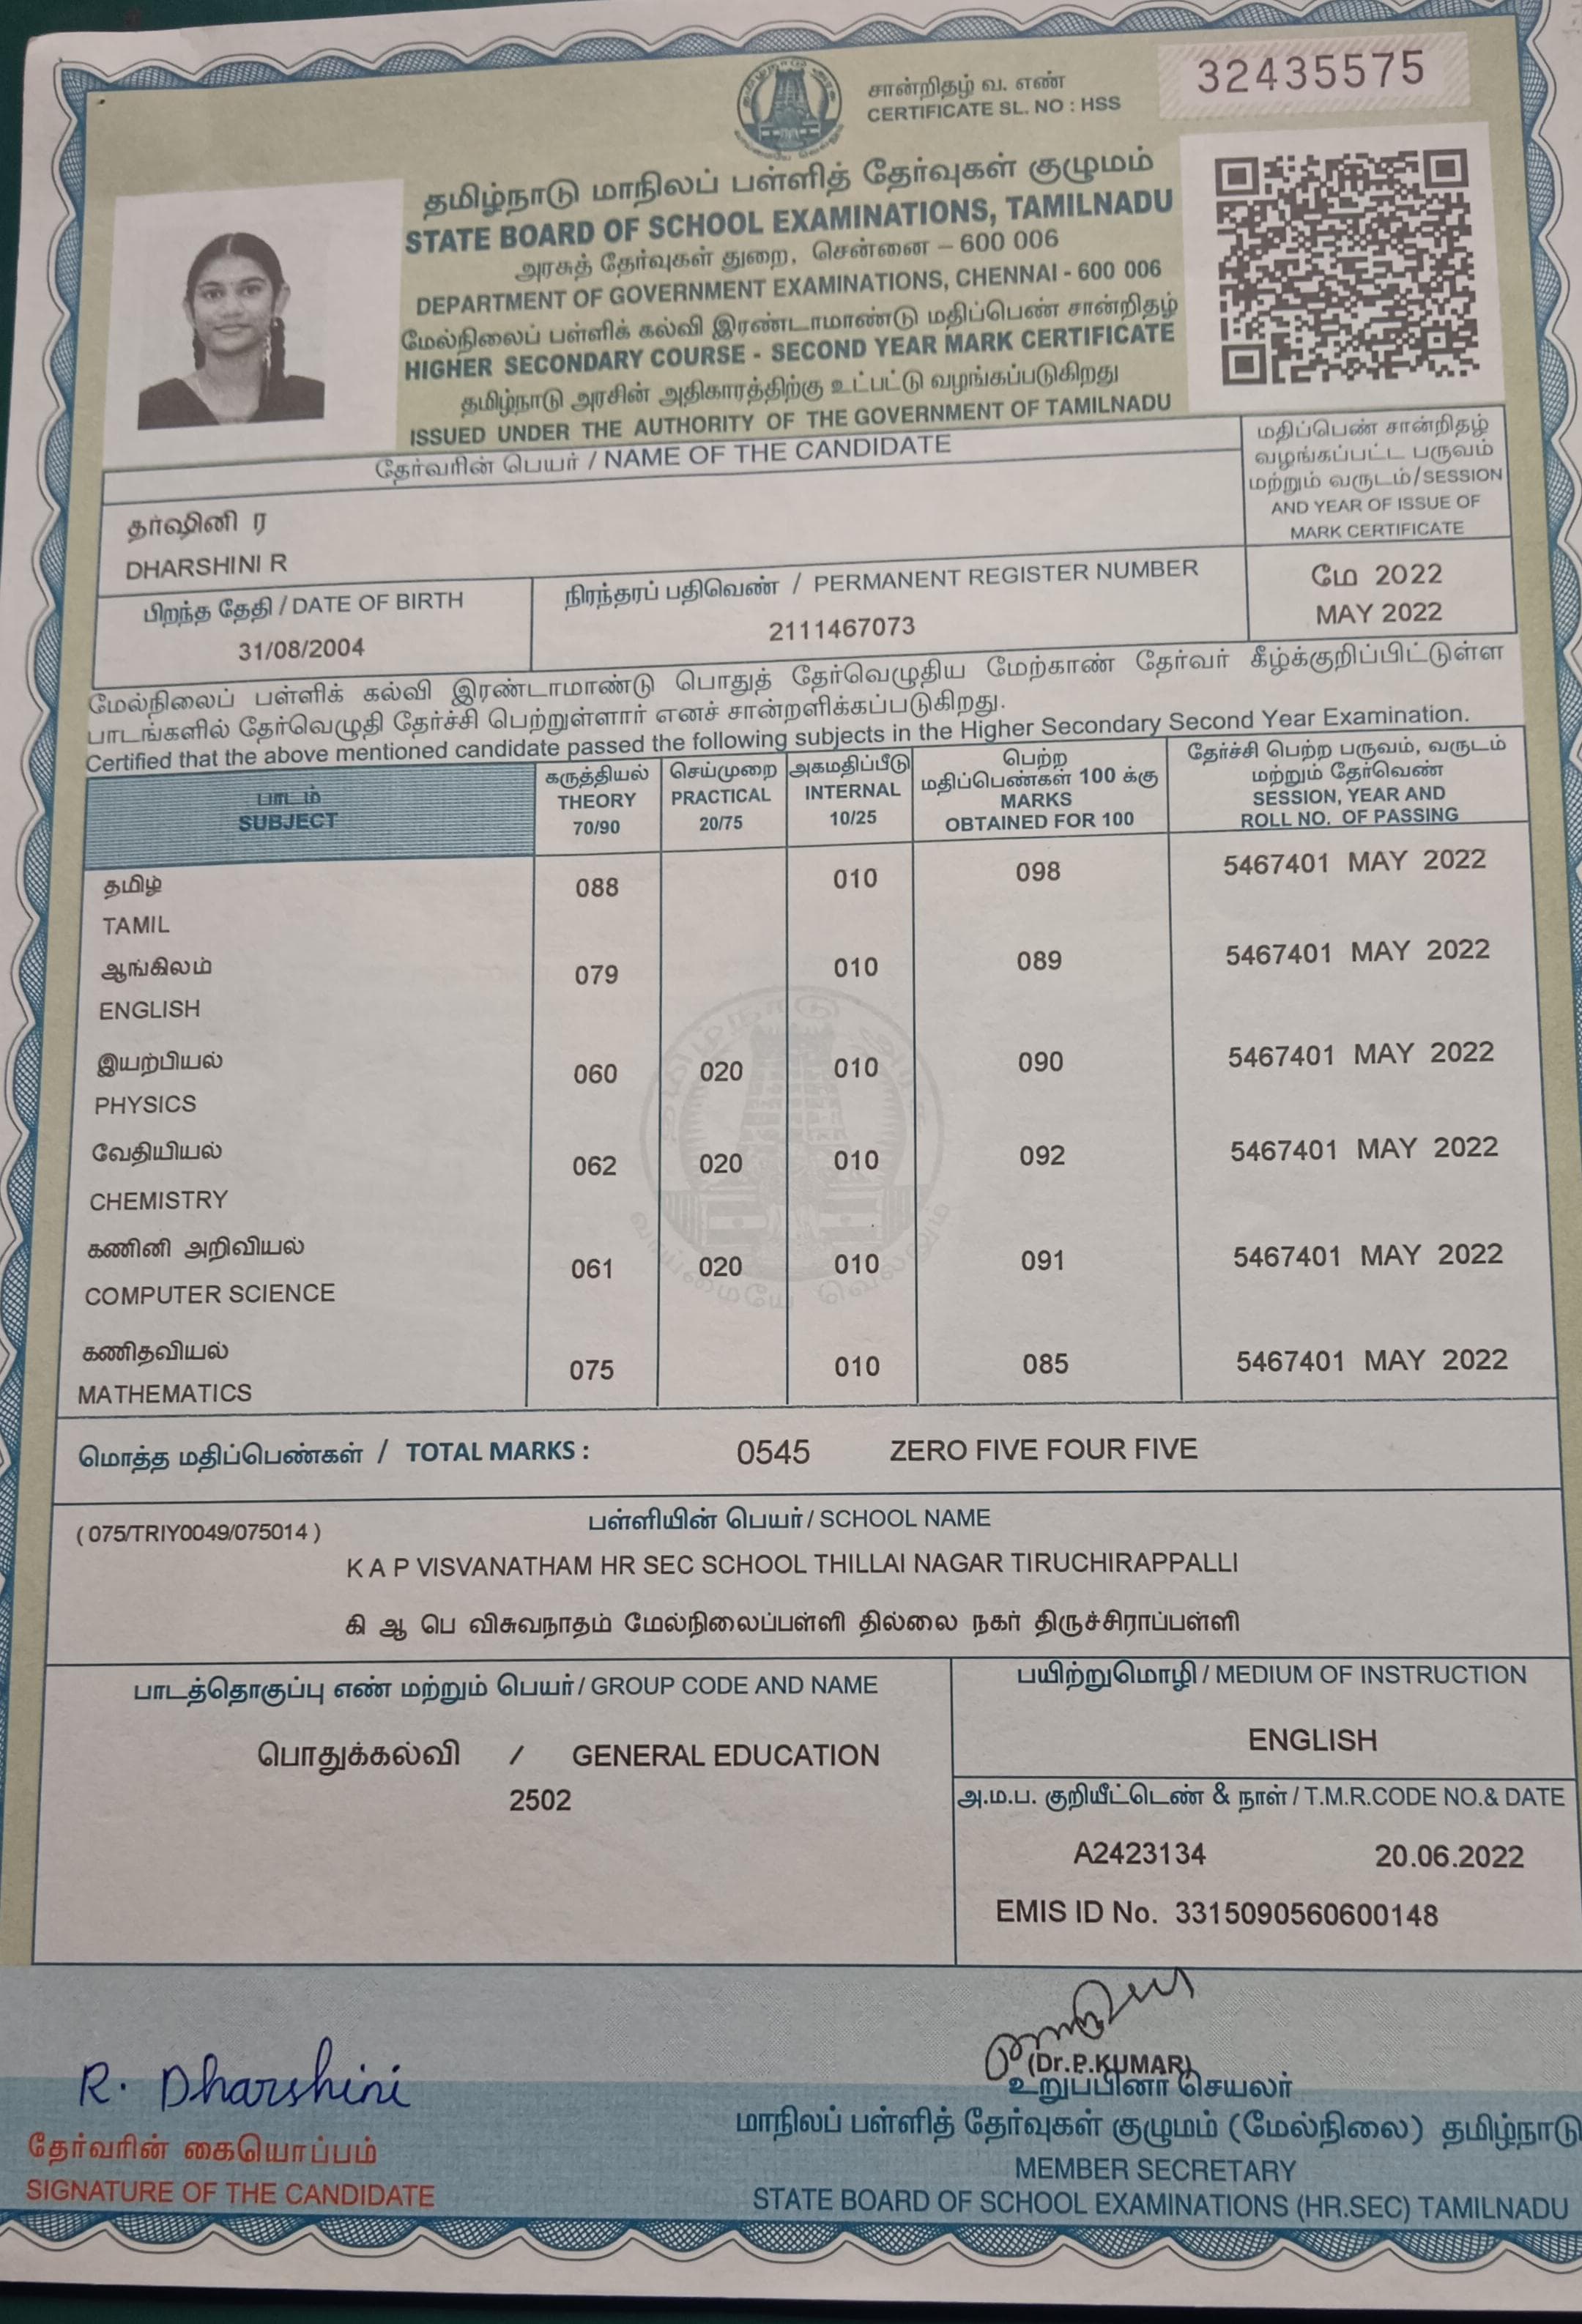 சான்றிதழ் வ. எண்
CERTIFICATE SL. NO : HSS
32435575
தமிழ்நாடு மாநிலப் பள்ளித் தேர்வுகள் குழுமம்
STATE BOARD OF SCHOOL EXAMINATIONS, TAMILNADU
அரசுத் தேர்வுகள் துறை, சென்னை – 600 006
DEPARTMENT OF GOVERNMENT EXAMINATIONS, CHENNAI - 600 006
மேல்நிலைப் பள்ளிக் கல்வி இரண்டாமாண்டு மதிப்பெண் சான்றிதழ்
HIGHER SECONDARY COURSE - SECOND YEAR MARK CERTIFICATE
தமிழ்நாடு அரசின் அதிகாரத்திற்கு உட்பட்டு வழங்கப்படுகிறது
ISSUED UNDER THE AUTHORITY OF THE GOVERNMENT OF TAMILNADU
தேர்வரின் பெயர் / NAME OF THE CANDIDATE
தர்ஷினி ர
DHARSHINI R
மதிப்பெண் சான்றிதழ்
வழங்கப்பட்ட பருவம்
மற்றும் வருடம்/SESSION
AND YEAR OF ISSUE OF
MARK CERTIFICATE
மே 2022
MAY 2022
பிறந்த தேதி / DATE OF BIRTH
31/08/2004
நிரந்தரப் பதிவெண் / PERMANENT REGISTER NUMBER
2111467073
மேல்நிலைப் பள்ளிக் கல்வி இரண்டாமாண்டு பொதுத் தேர்வெழுதிய மேற்காண் தேர்வர் கீழ்க்குறிப்பிட்டுள்ள
பாடங்களில் தேர்வெழுதி தேர்ச்சி பெற்றுள்ளார் எனச் சான்றளிக்கப்படுகிறது.
Certified that the above mentioned candidate passed the following subjects in the Higher Secondary Second Year Examination.
பாடம்
SUBJECT
கருத்தியல்
THEORY
70/90
செய்முறை
PRACTICAL
20/75
அகமதிப்பீடு
INTERNAL
10/25
பெற்ற
மதிப்பெண்கள் 100 க்கு
MARKS
OBTAINED FOR 100
தேர்ச்சி பெற்ற பருவம், வருடம்
மற்றும் தேர்வெண்
SESSION, YEAR AND
ROLL NO. OF PASSING
தமிழ் 088 010 098 5467401 MAY 2022
TAMIL
ஆங்கிலம் 079 010 089 5467401 MAY 2022
ENGLISH
இயற்பியல் 060 020 010 090 5467401 MAY 2022
PHYSICS
வேதியியல் 062 020 010 092 5467401 MAY 2022
CHEMISTRY
கணினி அறிவியல் 061 020 010 091 5467401 MAY 2022
COMPUTER SCIENCE
கணிதவியல் 075 010 085 5467401 MAY 2022
MATHEMATICS
மொத்த மதிப்பெண்கள் / TOTAL MARKS : 0545 ZERO FIVE FOUR FIVE
(075/TRIY0049/075014)
பள்ளியின் பெயர் / SCHOOL NAME
K A P VISVANATHAM HR SEC SCHOOL THILLAI NAGAR TIRUCHIRAPPALLI
கி ஆ பெ விசுவநாதம் மேல்நிலைப்பள்ளி தில்லை நகர் திருச்சிராப்பள்ளி
பாடத்தொகுப்பு எண் மற்றும் பெயர் / GROUP CODE AND NAME
பொதுக்கல்வி / GENERAL EDUCATION
2502
பயிற்றுமொழி / MEDIUM OF INSTRUCTION
ENGLISH
அ.ம.ப. குறியீட்டெண் & நாள் / T.M.R.CODE NO.& DATE
A2423134 20.06.2022
EMIS ID No. 3315090560600148
R. Dharshini
தேர்வரின் கையொப்பம்
SIGNATURE OF THE CANDIDATE
(Dr.P.KUMAR)
உறுப்பினர் செயலர்
மாநிலப் பள்ளித் தேர்வுகள் குழுமம் (மேல்நிலை) தமிழ்நாடு
MEMBER SECRETARY
STATE BOARD OF SCHOOL EXAMINATIONS (HR.SEC) TAMILNADU